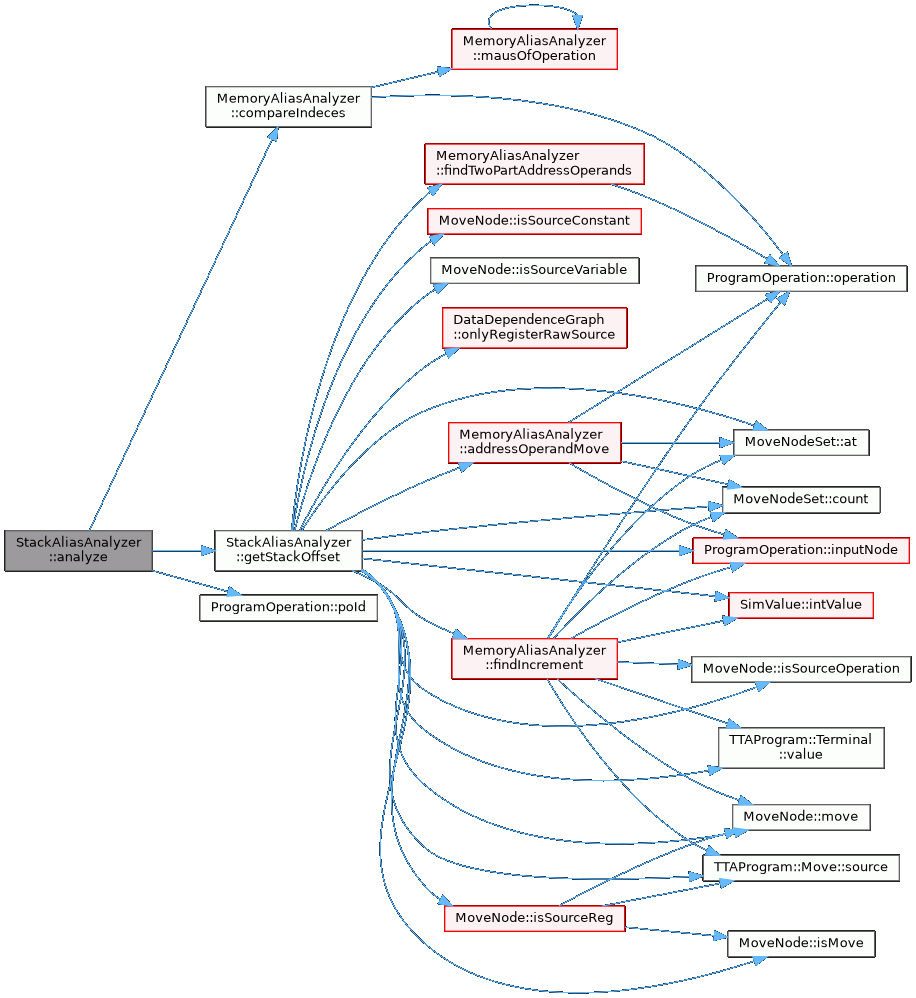 MemoryAliasAnalyzer
::mausOfOperation
MemoryAliasAnalyzer
::compareIndeces
MemoryAliasAnalyzer
::findTwoPartAddressOperands
MoveNode::isSourceConstant
MoveNode::isSourceVariable
ProgramOperation::operation
DataDependenceGraph
::onlyRegisterRawSource
MemoryAliasAnalyzer
::addressOperandMove
MoveNodeSet::at
MoveNodeSet::count
StackAliasAnalyzer
::analyze
StackAliasAnalyzer
::getStackOffset
ProgramOperation::inputNode
ProgramOperation::poId
SimValue::intValue
MemoryAliasAnalyzer
::findIncrement
MoveNode::isSourceOperation
TTAProgram::Terminal
::value
MoveNode::move
TTAProgram::Move::source
MoveNode::isSourceReg
MoveNode::isMove